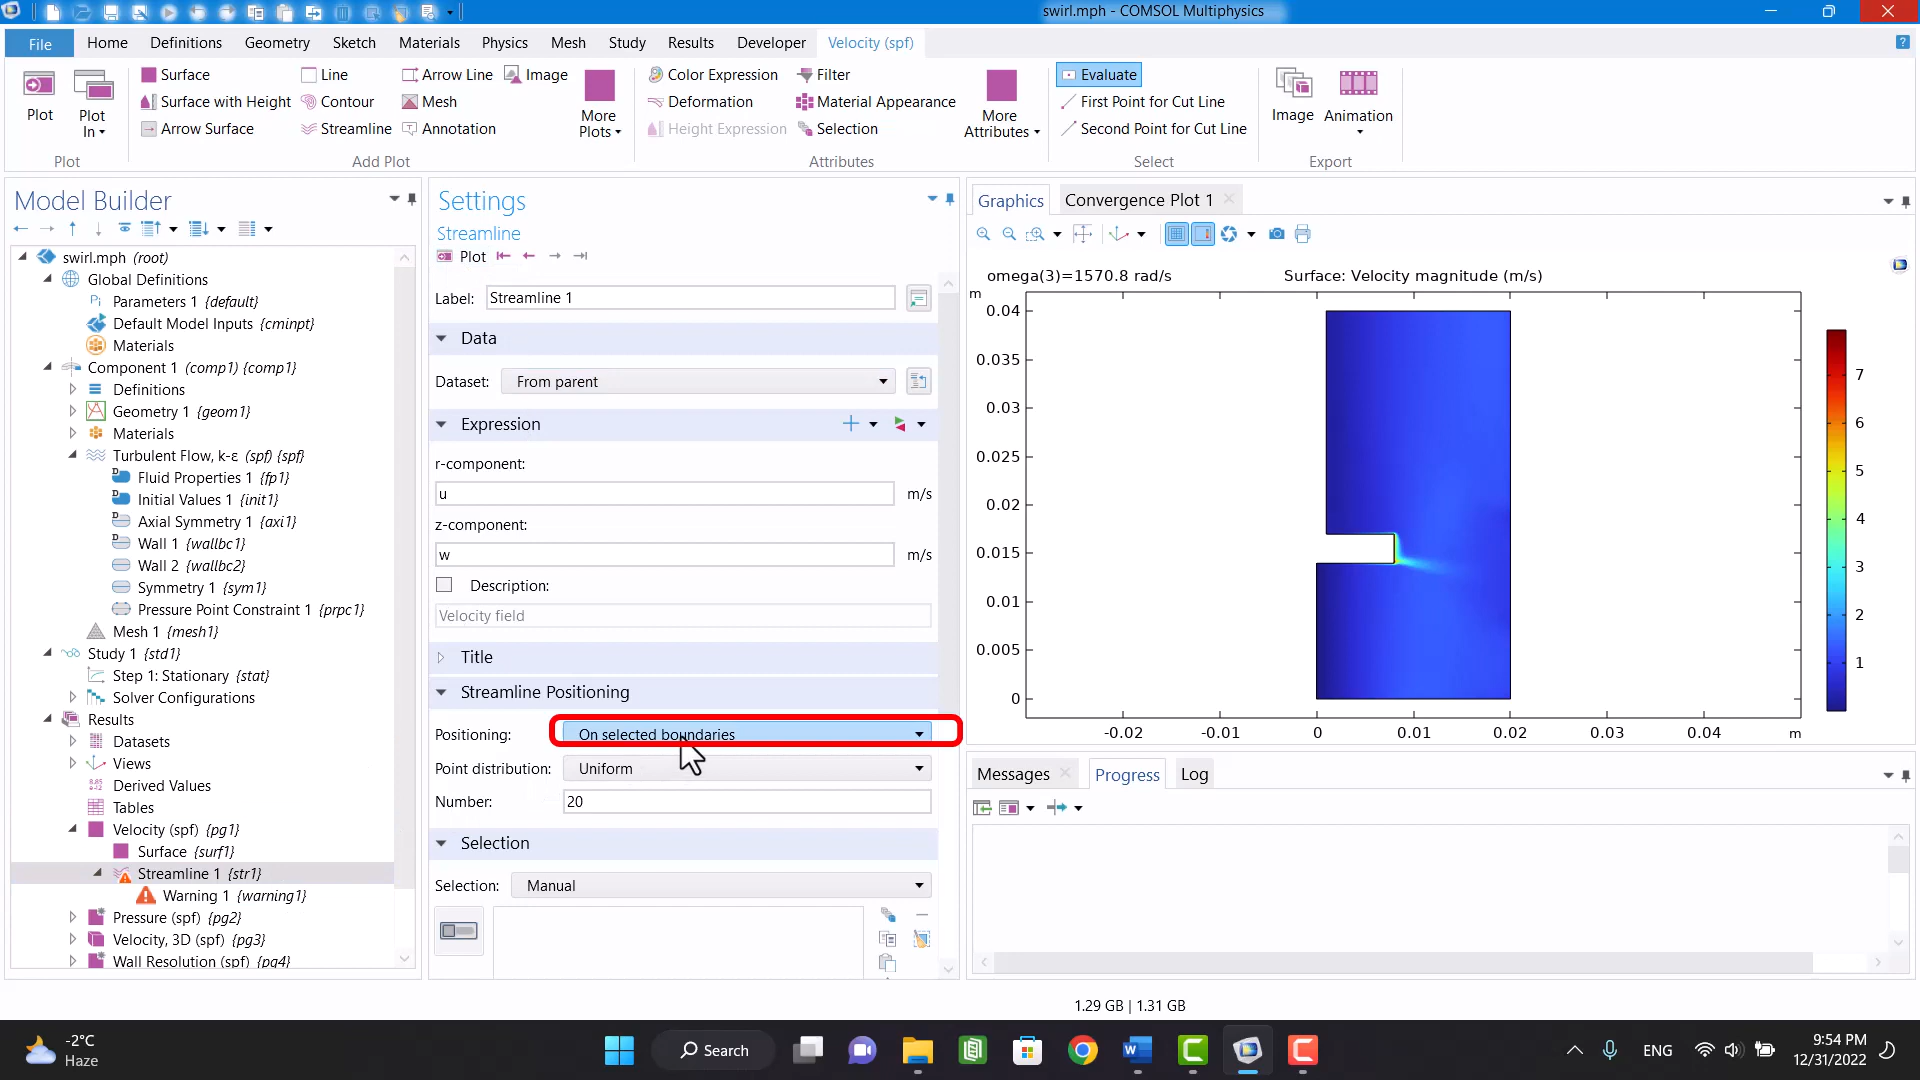 swirl.mph - COMSOL Multiphysics
File Home Definitions Geometry Sketch Materials Physics Mesh Study Results Developer Velocity (spf)
Plot
Plot
In
Plot
Surface
Surface with Height
Arrow Surface
Line
Contour
Streamline
Arrow Line
Mesh
Annotation
Image
More
Plots
Add Plot
Color Expression
Deformation
Height Expression
Filter
Material Appearance
Selection
More
Attributes
Attributes
Evaluate
First Point for Cut Line
Second Point for Cut Line
Select
Image
Animation
Export
Model Builder
swirl.mph (root)
Global Definitions
Parameters 1 {default}
Default Model Inputs {cminpt}
Materials
Component 1 (comp1) {comp1}
Definitions
Geometry 1 {geom1}
Materials
Turbulent Flow, k-ε (spf) {spf}
Fluid Properties 1 {fp1}
Initial Values 1 {init1}
Axial Symmetry 1 {axi1}
Wall 1 {wallbc1}
Wall 2 {wallbc2}
Symmetry 1 {sym1}
Pressure Point Constraint 1 {prpc1}
Mesh 1 {mesh1}
Study 1 {std1}
Step 1: Stationary {stat}
Solver Configurations
Results
Datasets
Views
8.85
e-12
Derived Values
Tables
Velocity (spf) {pg1}
Surface {surf1}
Streamline 1 {str1}
Warning 1 {warning1}
Pressure (spf) {pg2}
Velocity, 3D (spf) {pg3}
Wall Resolution (spf) {pg4}
Settings
Streamline
Plot
Label: Streamline 1
Data
Dataset: From parent
Expression
r-component:
u m/s
z-component:
w m/s
Description:
Velocity field
Title
Streamline Positioning
Positioning: On selected boundaries
Point distribution: Uniform
Number: 20
Selection
Selection: Manual
Graphics Convergence Plot 1
omega(3)=1570.8 rad/s Surface: Velocity magnitude (m/s)
m
0.04
0.035
0.03
0.025
0.02
0.015
0.01
0.005
0
-0.02 -0.01 0 0.01 0.02 0.03 0.04 m
7
6
5
4
3
2
1
Messages Progress Log
1.29 GB | 1.31 GB
-2°C
Haze
Search
ENG
9:54 PM
12/31/2022